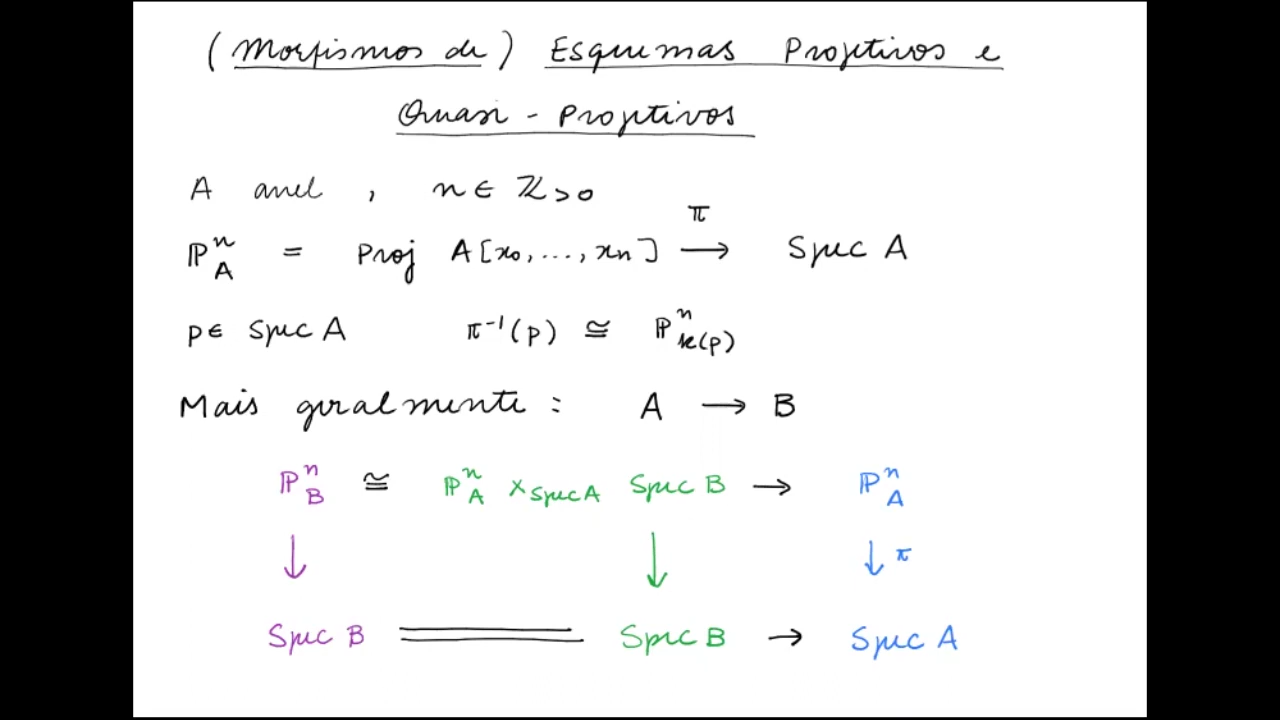 (Morfismos de) Esquemas Projetivos e
Quasi-Projetivos
A anel, n ∈ ℤ>0
ℙⁿ_A = Proj A[x₀,...,xₙ] →^π Spec A
p ∈ Spec A π⁻¹(p) ≅ ℙⁿ_k(p)
Mais geralmente: A → B
ℙⁿ_B ≅ ℙⁿ_A ×_Spec A Spec B → ℙⁿ_A
↓ ↓ ↓ π
Spec B ═ Spec B → Spec A